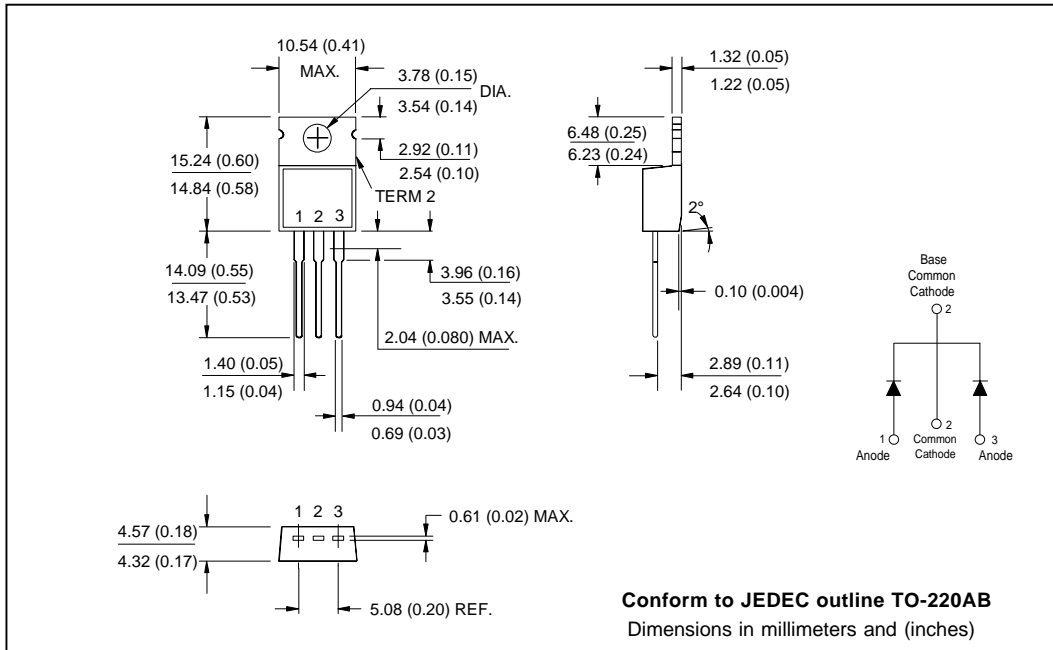 10.54 (0.41)
MAX.
3.78 (0.15)
3.54 (0.14)
DIA.
2.92 (0.11)
2.54 (0.10)
TERM 2
15.24 (0.60)
14.84 (0.58)
1 2 3
14.09 (0.55)
13.47 (0.53)
3.96 (0.16)
3.55 (0.14)
2.04 (0.080) MAX.
1.40 (0.05)
1.15 (0.04)
0.94 (0.04)
0.69 (0.03)
1.32 (0.05)
1.22 (0.05)
6.48 (0.25)
6.23 (0.24)
2°
0.10 (0.004)
2.89 (0.11)
2.64 (0.10)
Base
Common
Cathode
2
1
Anode
2
Common
Cathode
3
Anode
1 2 3
4.57 (0.18)
4.32 (0.17)
0.61 (0.02) MAX.
5.08 (0.20) REF.
Conform to JEDEC outline TO-220AB
Dimensions in millimeters and (inches)